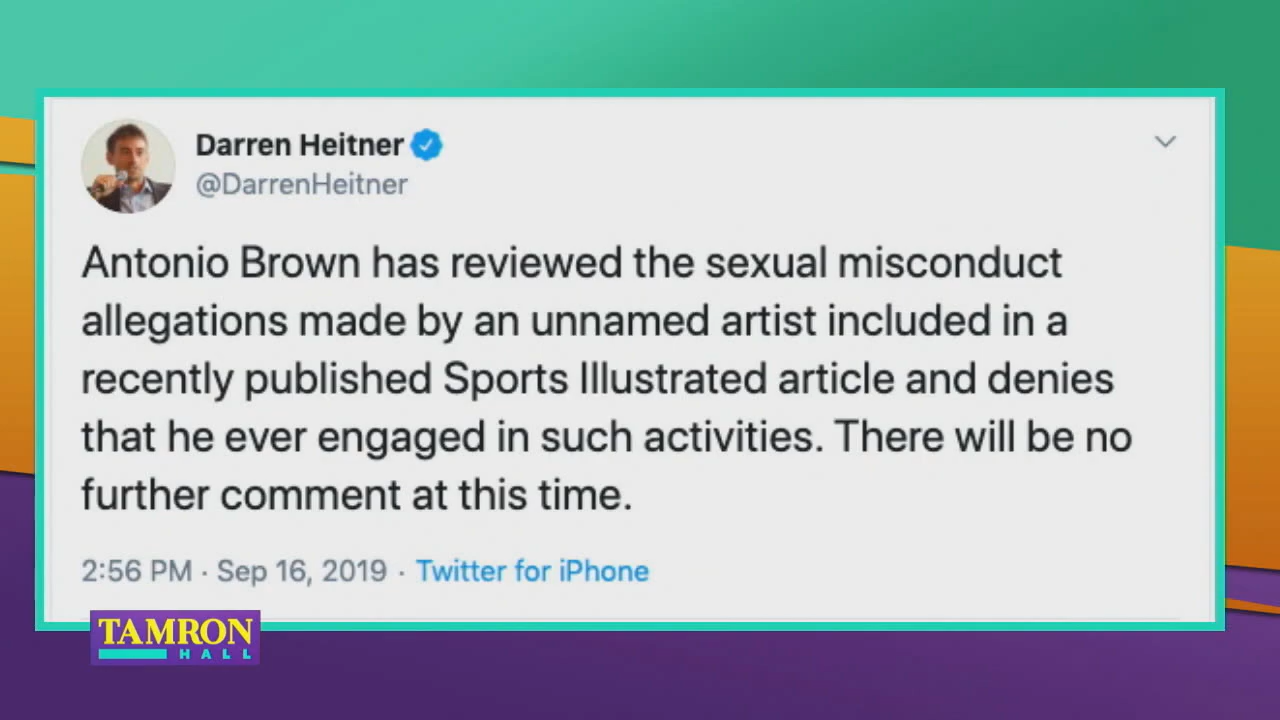 Darren Heitner
@DarrenHeitner
Antonio Brown has reviewed the sexual misconduct
allegations made by an unnamed artist included in a
recently published Sports Illustrated article and denies
that he ever engaged in such activities. There will be no
further comment at this time.
2:56 PM · Sep 16, 2019 · Twitter for iPhone
TAMRON
HALL